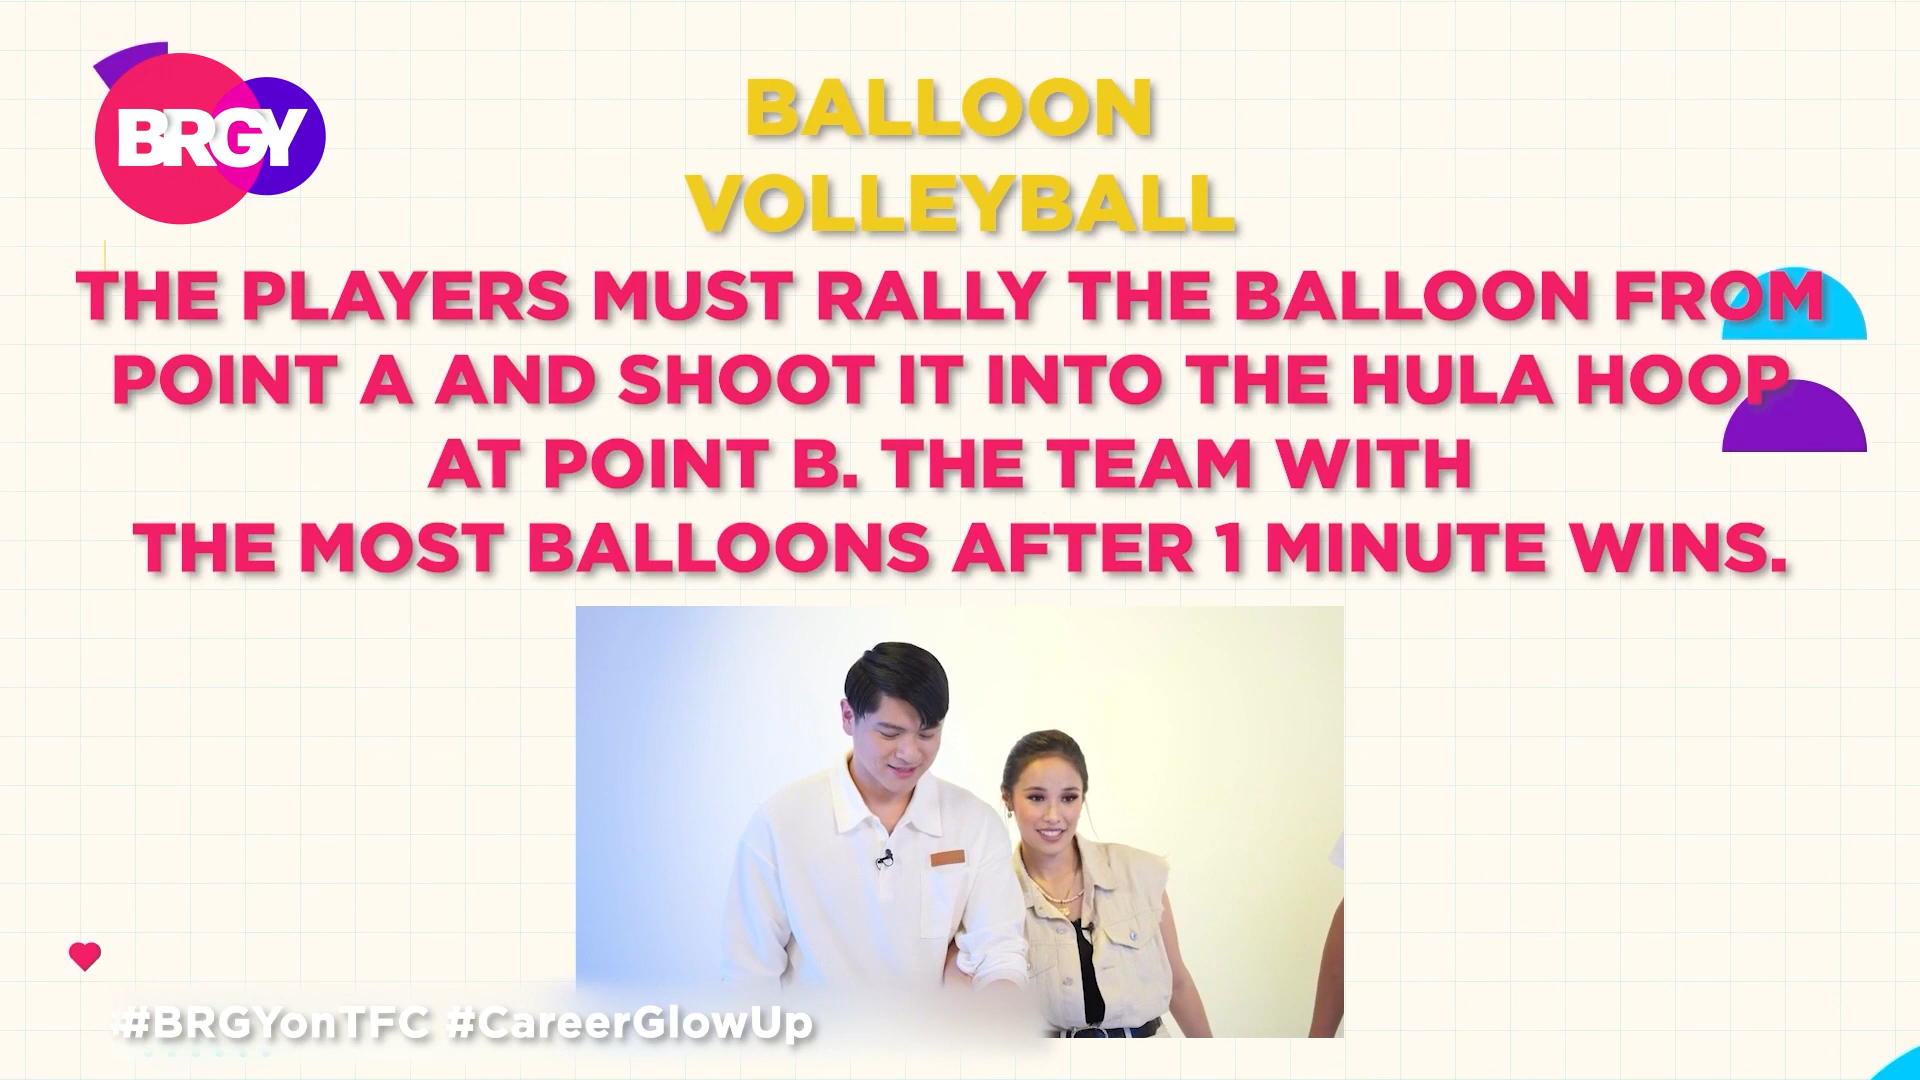 BRGY
BALLOON
VOLLEYBALL
THE PLAYERS MUST RALLY THE BALLOON FROM
POINT A AND SHOOT IT INTO THE HULA HOOP
AT POINT B. THE TEAM WITH
THE MOST BALLOONS AFTER 1 MINUTE WINS.
#BRGYonTFC #CareerGlowUp